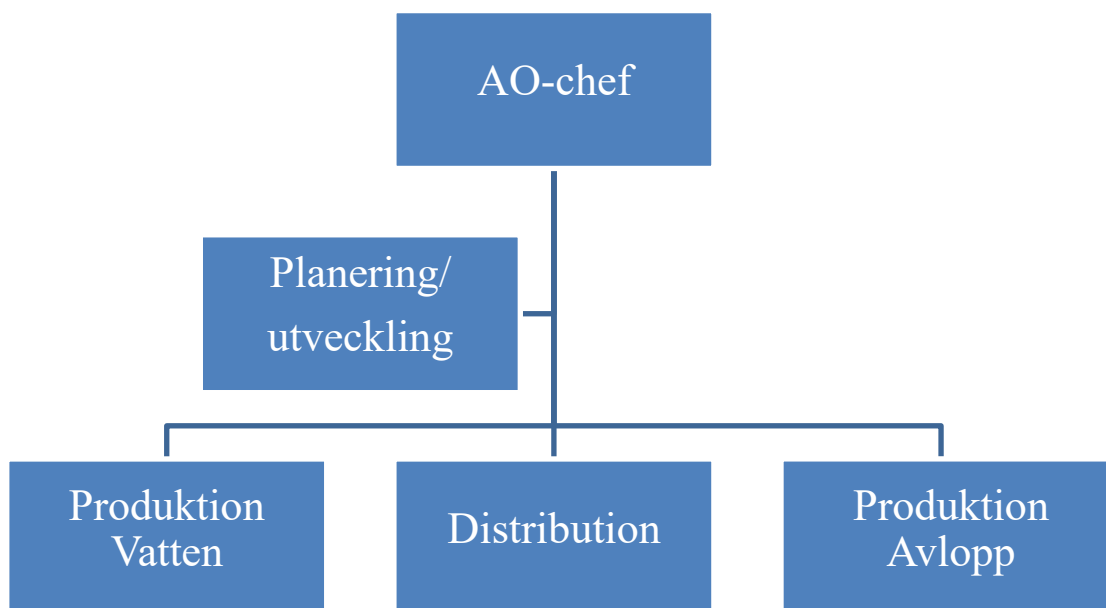 AO-chef
Planering/
utveckling
Produktion
Vatten
Distribution
Produktion
Avlopp